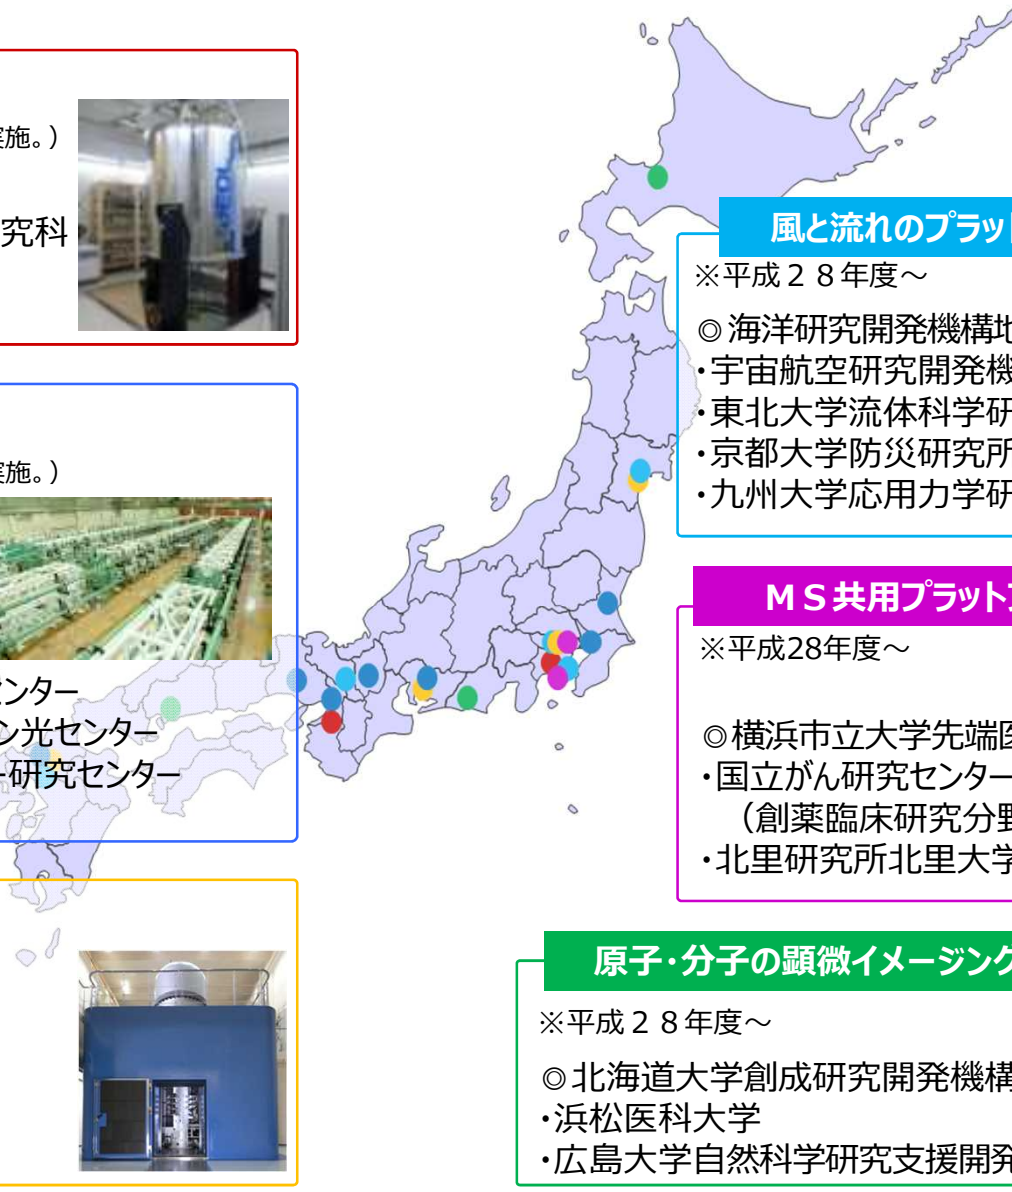 実施。）
究科
実施。）
センター
ン光センター
ー研究センター
風と流れのプラット
※平成２８年度～
◎海洋研究開発機構地
・宇宙航空研究開発機
・東北大学流体科学研
・京都大学防災研究所
・九州大学応用力学研
ＭＳ共用プラット
※平成28年度～
◎横浜市立大学先端医
・国立がん研究センター
（創薬臨床研究分野
・北里研究所北里大学
原子・分子の顕微イメージング
※平成２８年度～
◎北海道大学創成研究開発機構
・浜松医科大学
・広島大学自然科学研究支援開発